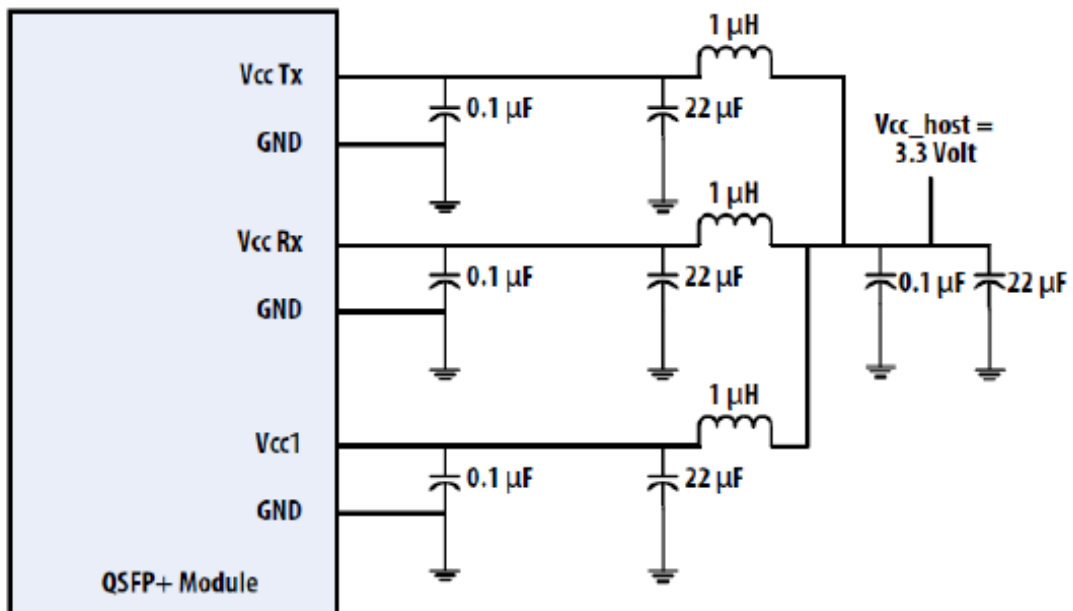 1 µH
Vcc Tx
0.1 µF
22 µF
Vcc_host =
3.3 Volt
GND
1 µH
Vcc Rx
0.1 µF
22 µF
0.1 µF
22 µF
GND
1 µH
Vcc1
0.1 µF
22 µF
GND
QSFP+ Module